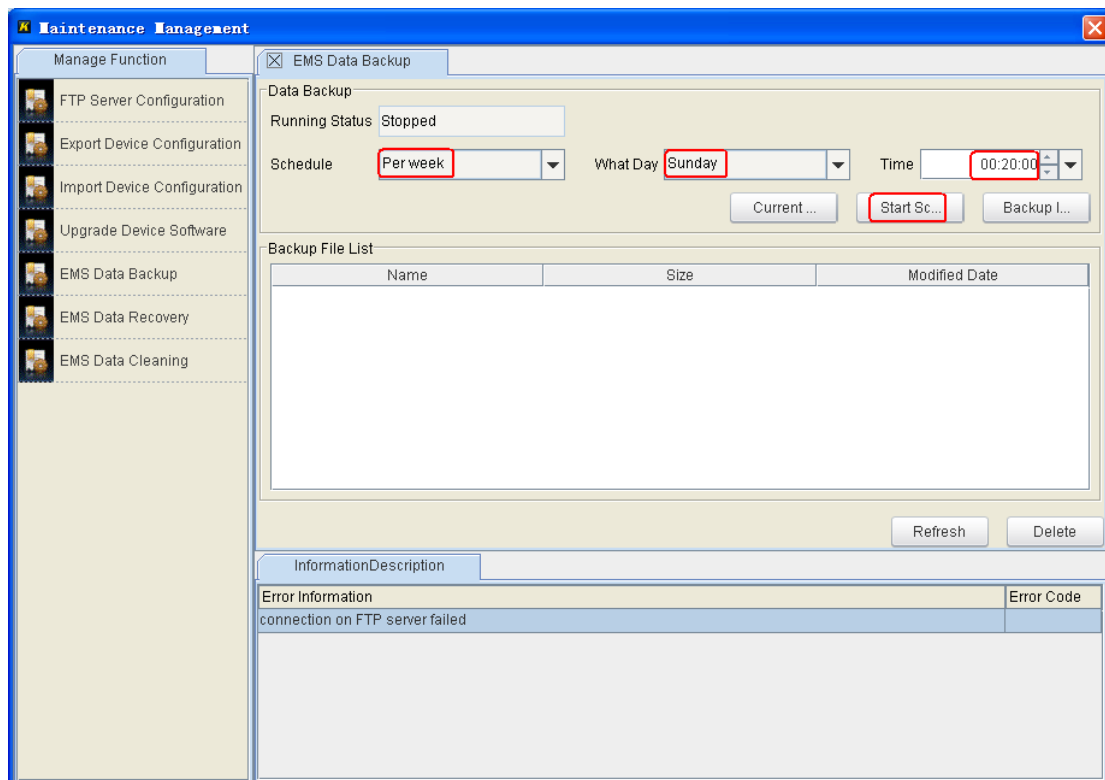 Maintenance Management
Manage Function
FTP Server Configuration
Export Device Configuration
Import Device Configuration
Upgrade Device Software
EMS Data Backup
EMS Data Recovery
EMS Data Cleaning
EMS Data Backup
Data Backup
Running Status Stopped
Schedule Per week What Day Sunday Time 00:20:00
Current ... Start Sc... Backup I...
Backup File List
Name Size Modified Date
Refresh Delete
InformationDescription
Error Information Error Code
connection on FTP server failed